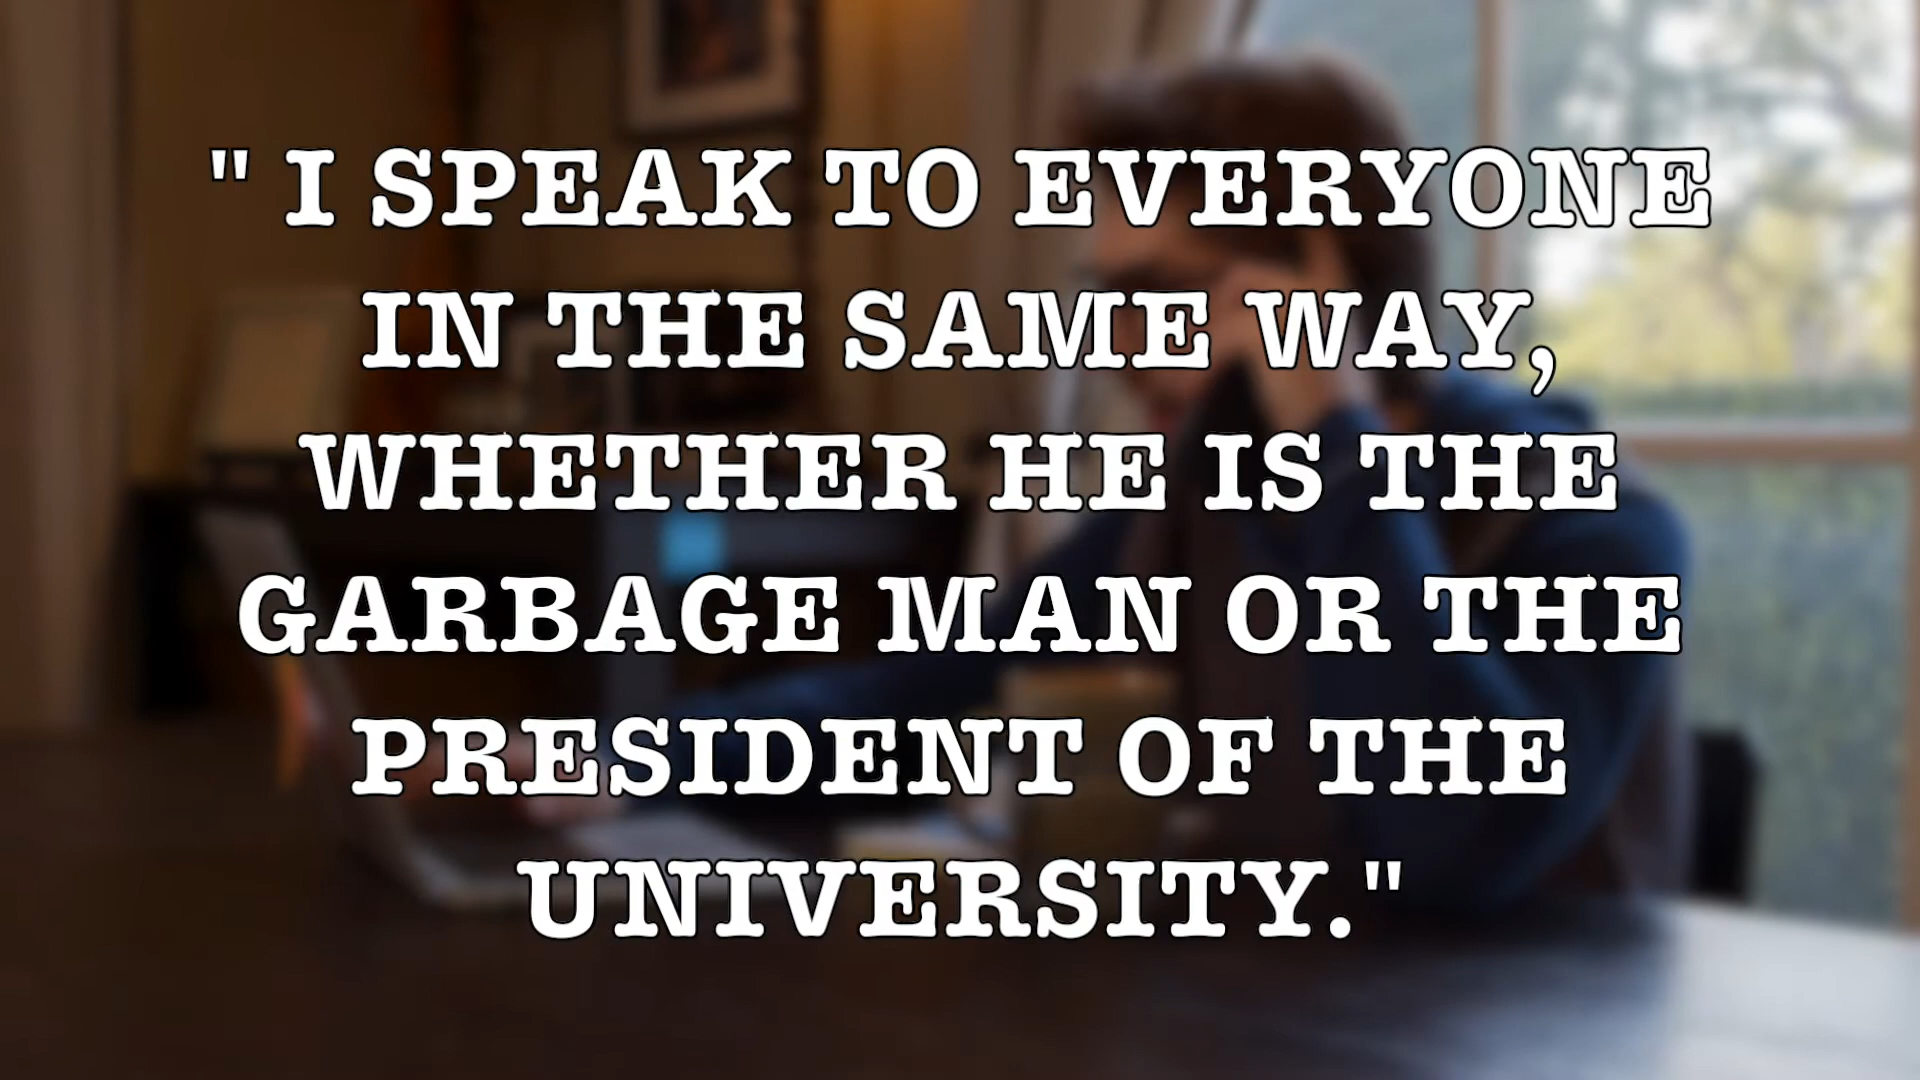 " I SPEAK TO EVERYONE
IN THE SAME WAY,
WHETHER HE IS THE
GARBAGE MAN OR THE
PRESIDENT OF THE
UNIVERSITY."